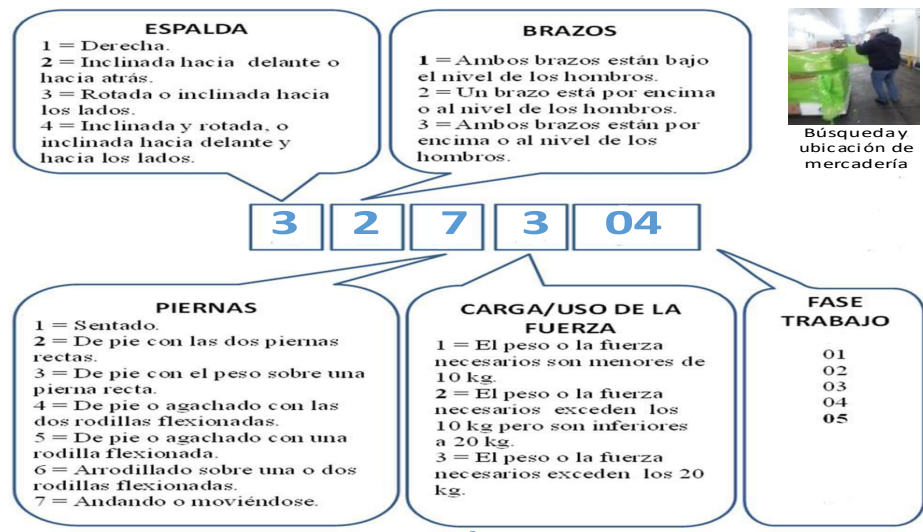 ESPALDA
1 = Derecha.
2 = Inclinada hacia delante o
hacia atrás.
3 = Rotada o inclinada hacia
los lados.
4 = Inclinada y rotada, o
inclinada hacia delante y
hacia los lados.
BRAZOS
1 = Ambos brazos están bajo
el nivel de los hombros.
2 = Un brazo está por encima
o al nivel de los hombros.
3 = Ambos brazos están por
encima o al nivel de los
hombros.
Búsqueda y
ubicación de
mercadería
3 2 7 3 04
PIERNAS
1 = Sentado.
2 = De pie con las dos piernas
rectas.
3 = De pie con el peso sobre una
pierna recta.
4 = De pie o agachado con las
dos rodillas flexionadas.
5 = De pie o agachado con una
rodilla flexionada.
6 = Arrodillado sobre una o dos
rodillas flexionadas.
7 = Andando o moviéndose.
CARGA/USO DE LA
FUERZA
1 = El peso o la fuerza
necesarios son menores de
10 kg.
2 = El peso o la fuerza
necesarios exceden los
10 kg pero son inferiores
a 20 kg.
3 = El peso o la fuerza
necesarios exceden los 20
kg.
FASE
TRABAJO
01
02
03
04
05